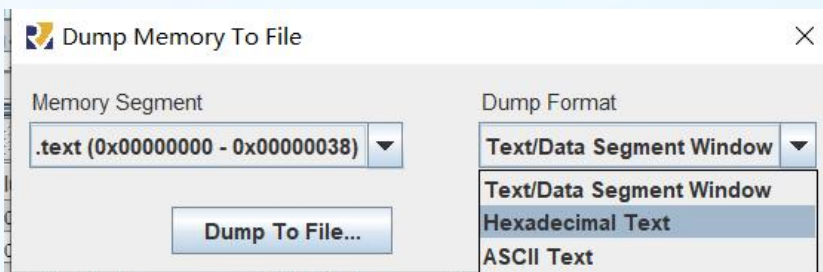 Dump Memory To File
Memory Segment
Dump Format
.text (0x00000000 - 0x00000038)
Text/Data Segment Window
Text/Data Segment Window
Hexadecimal Text
Dump To File...
ASCII Text